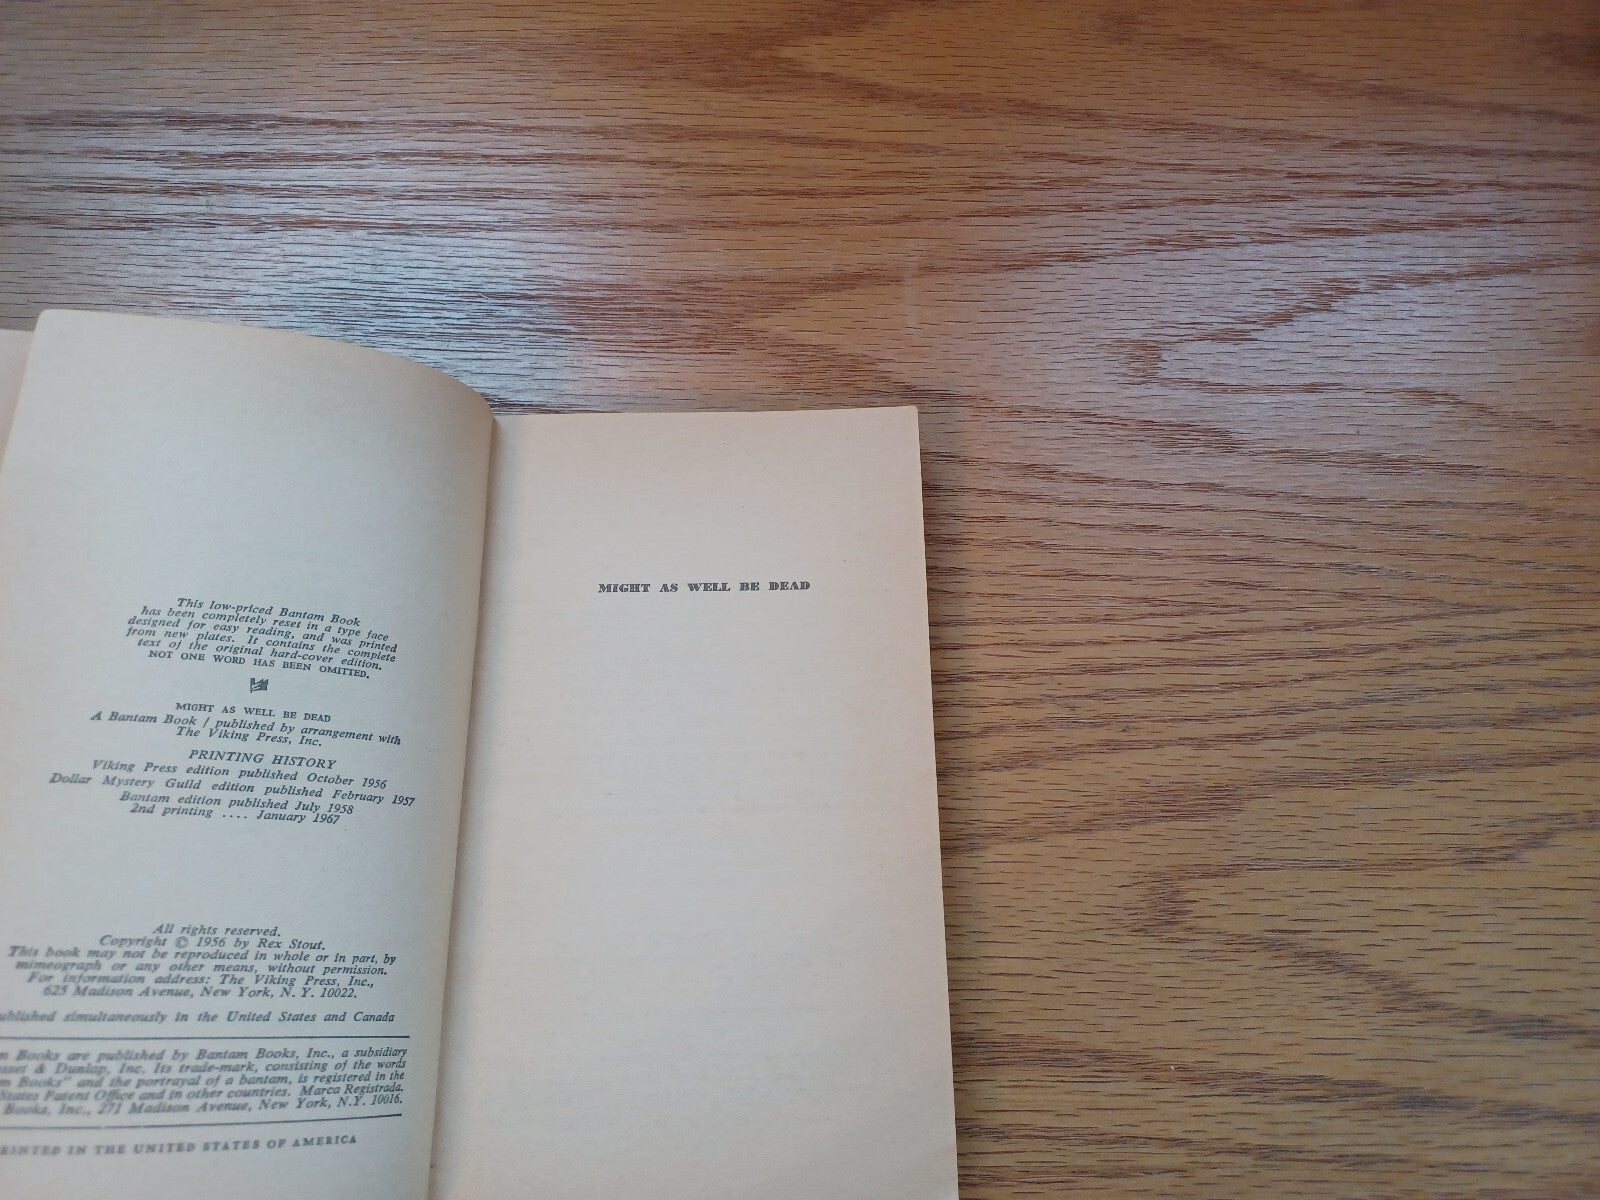 This low-priced Bantam Book
has been completely reset in a type face
designed for easy reading, and was printed
from new plates. It contains the complete
text of the original hard-cover edition.
NOT ONE WORD HAS BEEN OMITTED.
MIGHT AS WELL BE DEAD
A Bantam Book / published by arrangement with
The Viking Press, Inc.
PRINTING HISTORY
Viking Press edition published October 1956
Dollar Mystery Guild edition published February 1957
Bantam edition published July 1958
2nd printing .... January 1967
All rights reserved.
Copyright © 1956 by Rex Stout.
This book may not be reproduced in whole or in part, by
mimeograph or any other means, without permission.
For information address: The Viking Press, Inc.,
625 Madison Avenue, New York, N. Y. 10022.
ublished simultaneously in the United States and Canada
m Books are published by Bantam Books, Inc., a subsidiary
sset & Dunlap, Inc. Its trade-mark, consisting of the words
m Books" and the portrayal of a bantam, is registered in the
States Patent Office and in other countries. Marca Registrada.
Books, Inc., 271 Madison Avenue, New York, N.Y. 10016.
RINTED IN THE UNITED STATES OF AMERICA
MIGHT AS WELL BE DEAD